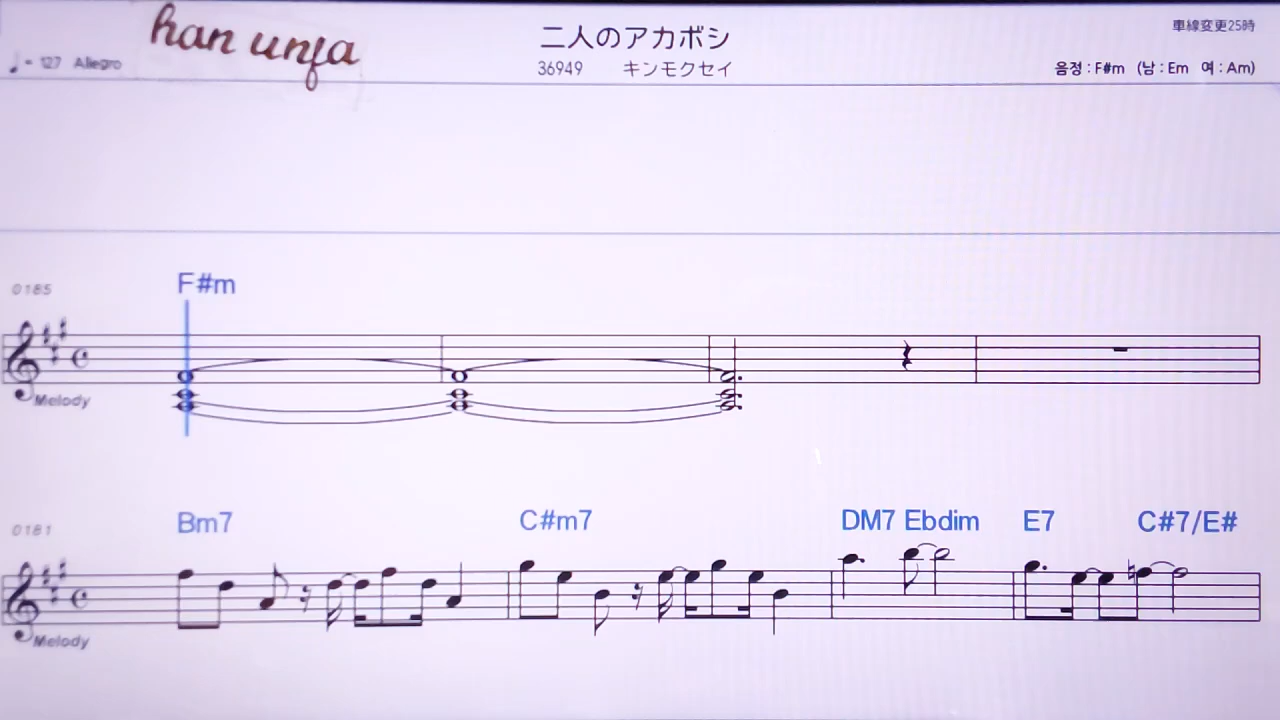 han unfa
二人のアカボシ
車線変更25時
♩= 127 Allegro
36949 キンモクセイ
음정 : F#m (남 : Em 여 : Am)
F#m
0185
Melody
Bm7 C#m7 DM7 Ebdim E7 C#7/E#
0181
Melody